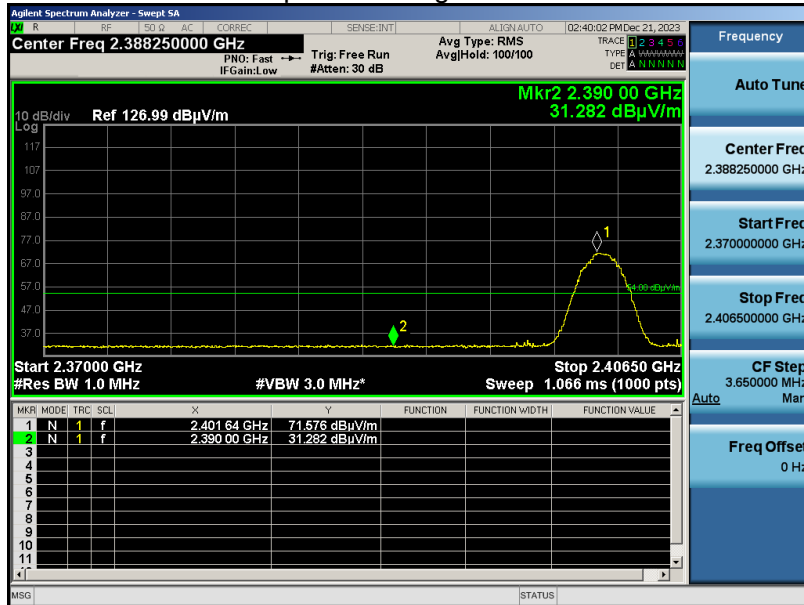 Agilent Spectrum Analyzer - Swept SA
LXI R RF 50 Ω AC CORREC SENSE:INT ALIGN AUTO 02:40:02 PM Dec 21, 2023
Center Freq 2.388250000 GHz
PNO: Fast
IFGain:Low
Trig: Free Run
#Atten: 30 dB
Avg Type: RMS
Avg|Hold: 100/100
TRACE 1 2 3 4 5 6
TYPE A WWWWW
DET A N N N N N
Mkr2 2.390 00 GHz
31.282 dBµV/m
10 dB/div Ref 126.99 dBµV/m
Log
117
107
97.0
87.0
77.0
67.0
57.0
47.0
37.0
1
2
54.00 dBµV/m
Start 2.37000 GHz Stop 2.40650 GHz
#Res BW 1.0 MHz #VBW 3.0 MHz* Sweep 1.066 ms (1000 pts)
MKR MODE TRC SCL X Y FUNCTION FUNCTION WIDTH FUNCTION VALUE
1 N 1 f 2.401 64 GHz 71.576 dBµV/m
2 N 1 f 2.390 00 GHz 31.282 dBµV/m
3
4
5
6
7
8
9
10
11
MSG STATUS
Frequency
Auto Tune
Center Freq
2.388250000 GHz
Start Freq
2.370000000 GHz
Stop Freq
2.406500000 GHz
CF Step
3.650000 MHz
Auto Man
Freq Offset
0 Hz